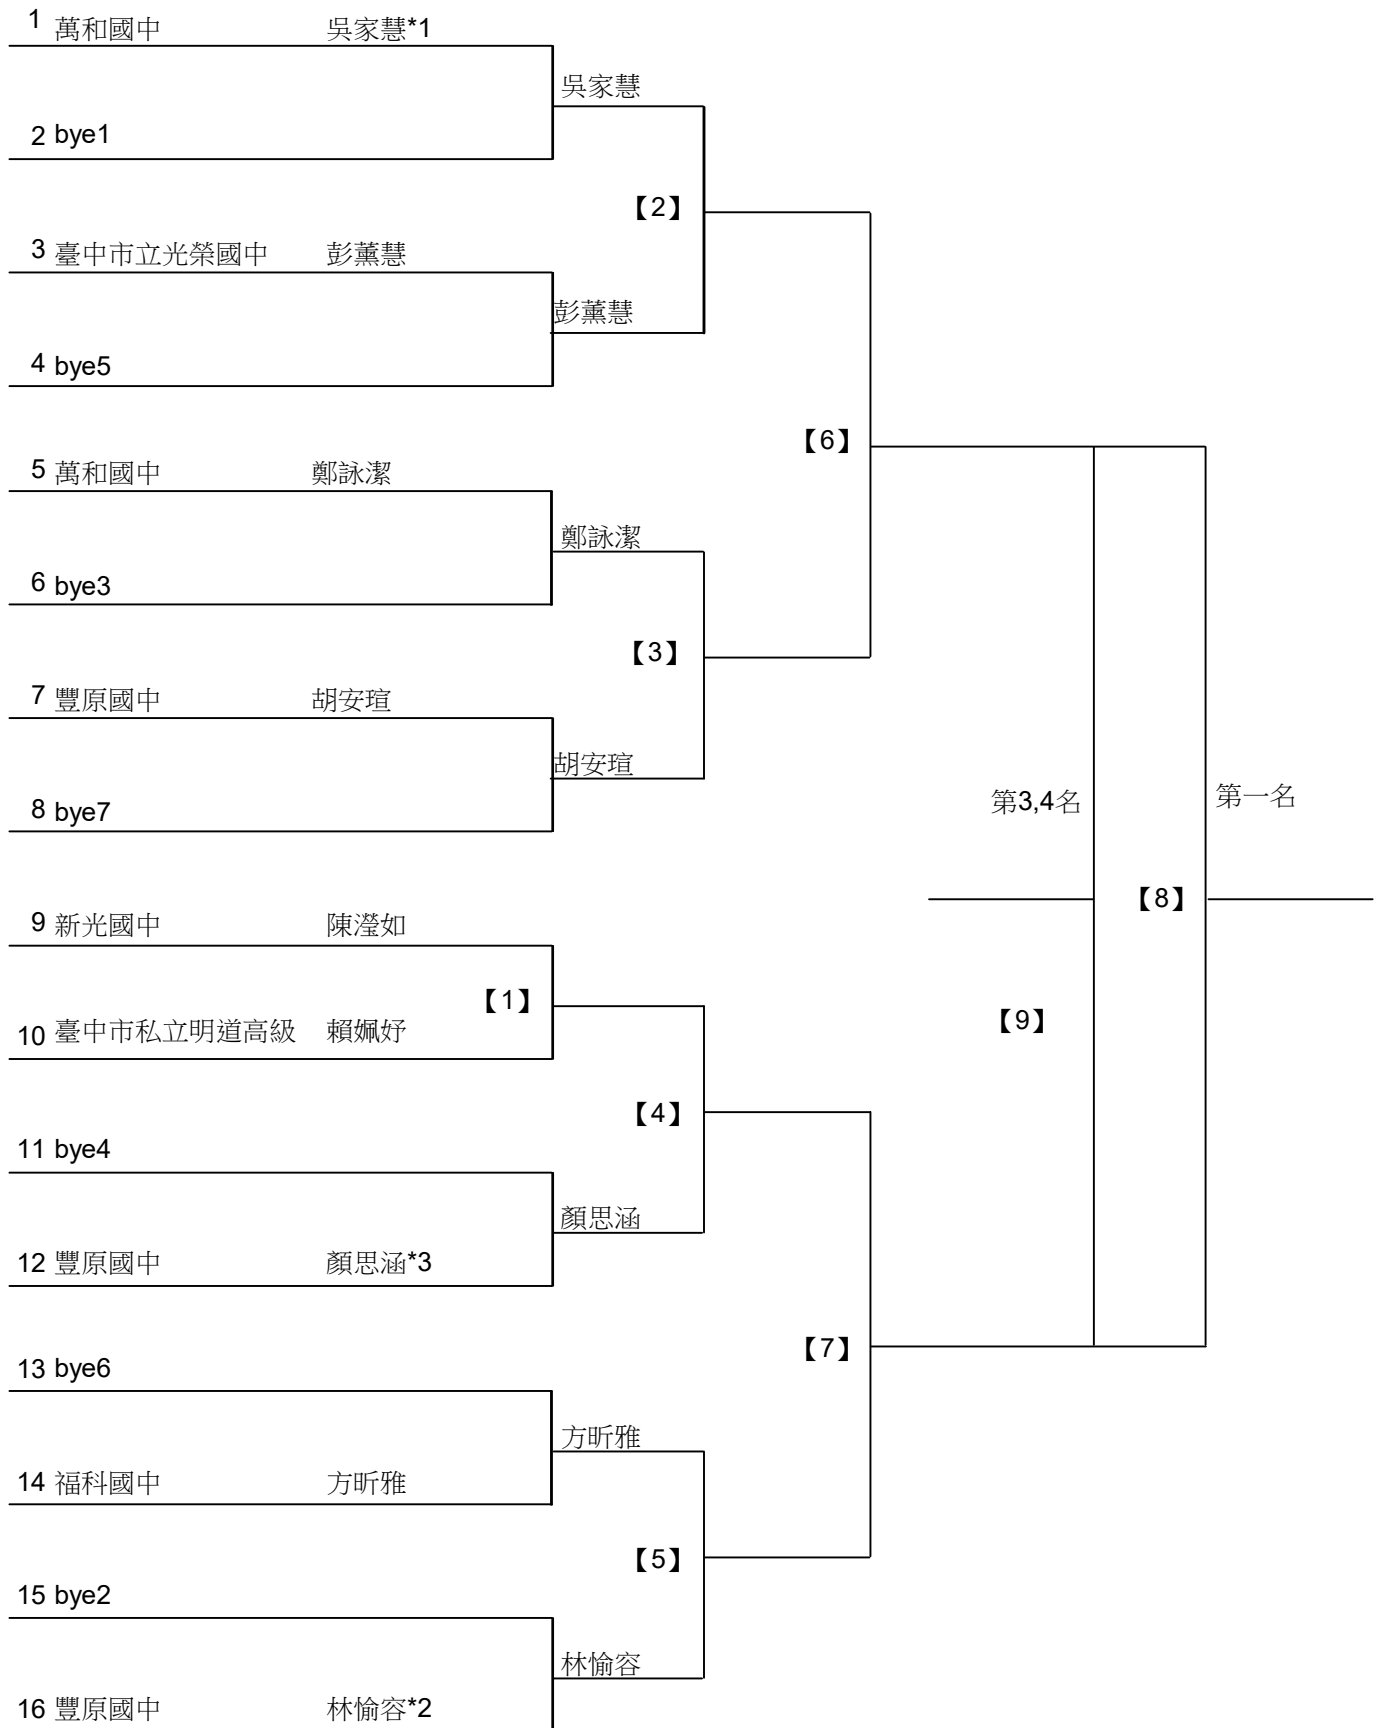 1 萬和國中 吳家慧*1
吳家慧
2 bye1
【2】
3 臺中市立光榮國中 彭薰慧
彭薰慧
4 bye5
【6】
5 萬和國中 鄭詠潔
鄭詠潔
6 bye3
【3】
7 豐原國中 胡安瑄
胡安瑄
8 bye7
第3,4名
第一名
【8】
9 新光國中 陳瀅如
【1】
10 臺中市私立明道高級 賴姵妤
【9】
【4】
11 bye4
顏思涵
12 豐原國中 顏思涵*3
【7】
13 bye6
方昕雅
14 福科國中 方昕雅
【5】
15 bye2
林愉容
16 豐原國中 林愉容*2